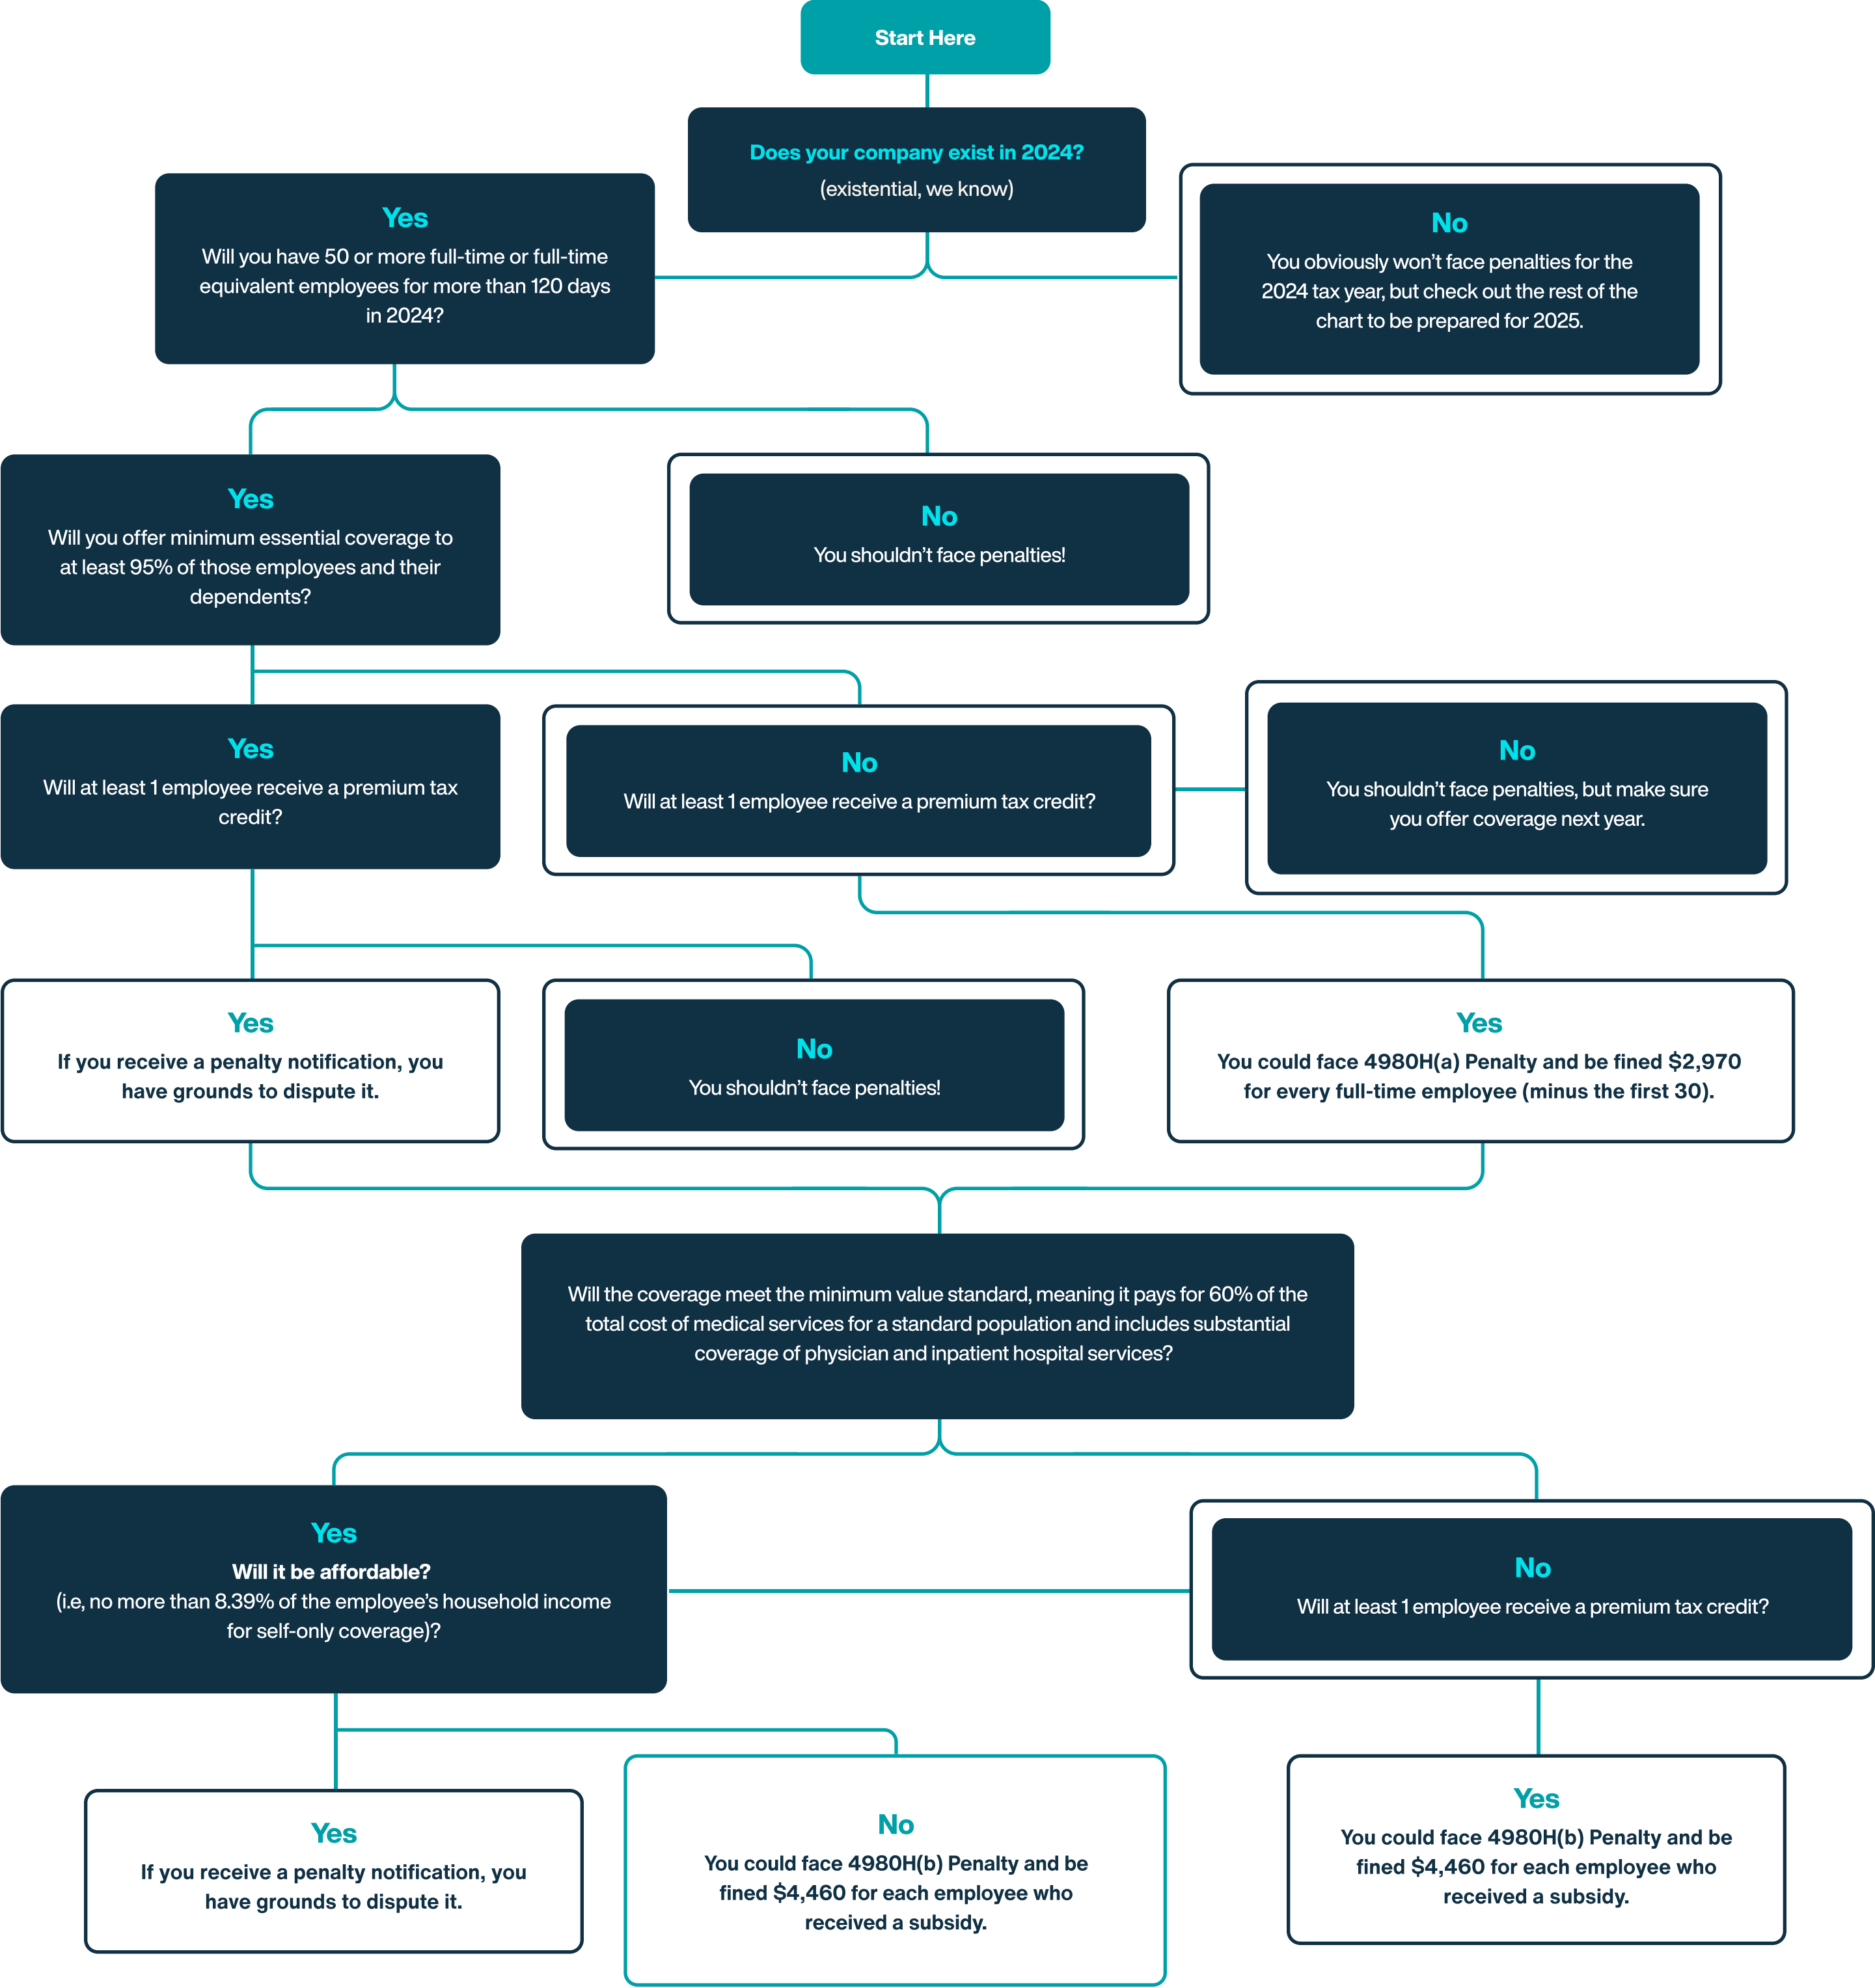 Start Here
Does your company exist in 2024?
(existential, we know)
Yes
Will you have 50 or more full-time or full-time
equivalent employees for more than 120 days
in 2024?
No
You obviously won't face penalties for the
2024 tax year, but check out the rest of the
chart to be prepared for 2025.
Yes
Will you offer minimum essential coverage to
at least 95% of those employees and their
dependents?
No
You shouldn't face penalties!
Yes
Will at least 1 employee receive a premium tax
credit?
No
Will at least 1 employee receive a premium tax credit?
No
You shouldn't face penalties, but make sure
you offer coverage next year.
Yes
If you receive a penalty notification, you
have grounds to dispute it.
No
You shouldn't face penalties!
Yes
You could face 4980H(a) Penalty and be fined $2,970
for every full-time employee (minus the first 30).
Will the coverage meet the minimum value standard, meaning it pays for 60% of the
total cost of medical services for a standard population and includes substantial
coverage of physician and inpatient hospital services?
Yes
Will it be affordable?
(i.e, no more than 8.39% of the employee's household income
for self-only coverage)?
No
Will at least 1 employee receive a premium tax credit?
Yes
If you receive a penalty notification, you
have grounds to dispute it.
No
You could face 4980H(b) Penalty and be
fined $4,460 for each employee who
received a subsidy.
Yes
You could face 4980H(b) Penalty and be
fined $4,460 for each employee who
received a subsidy.